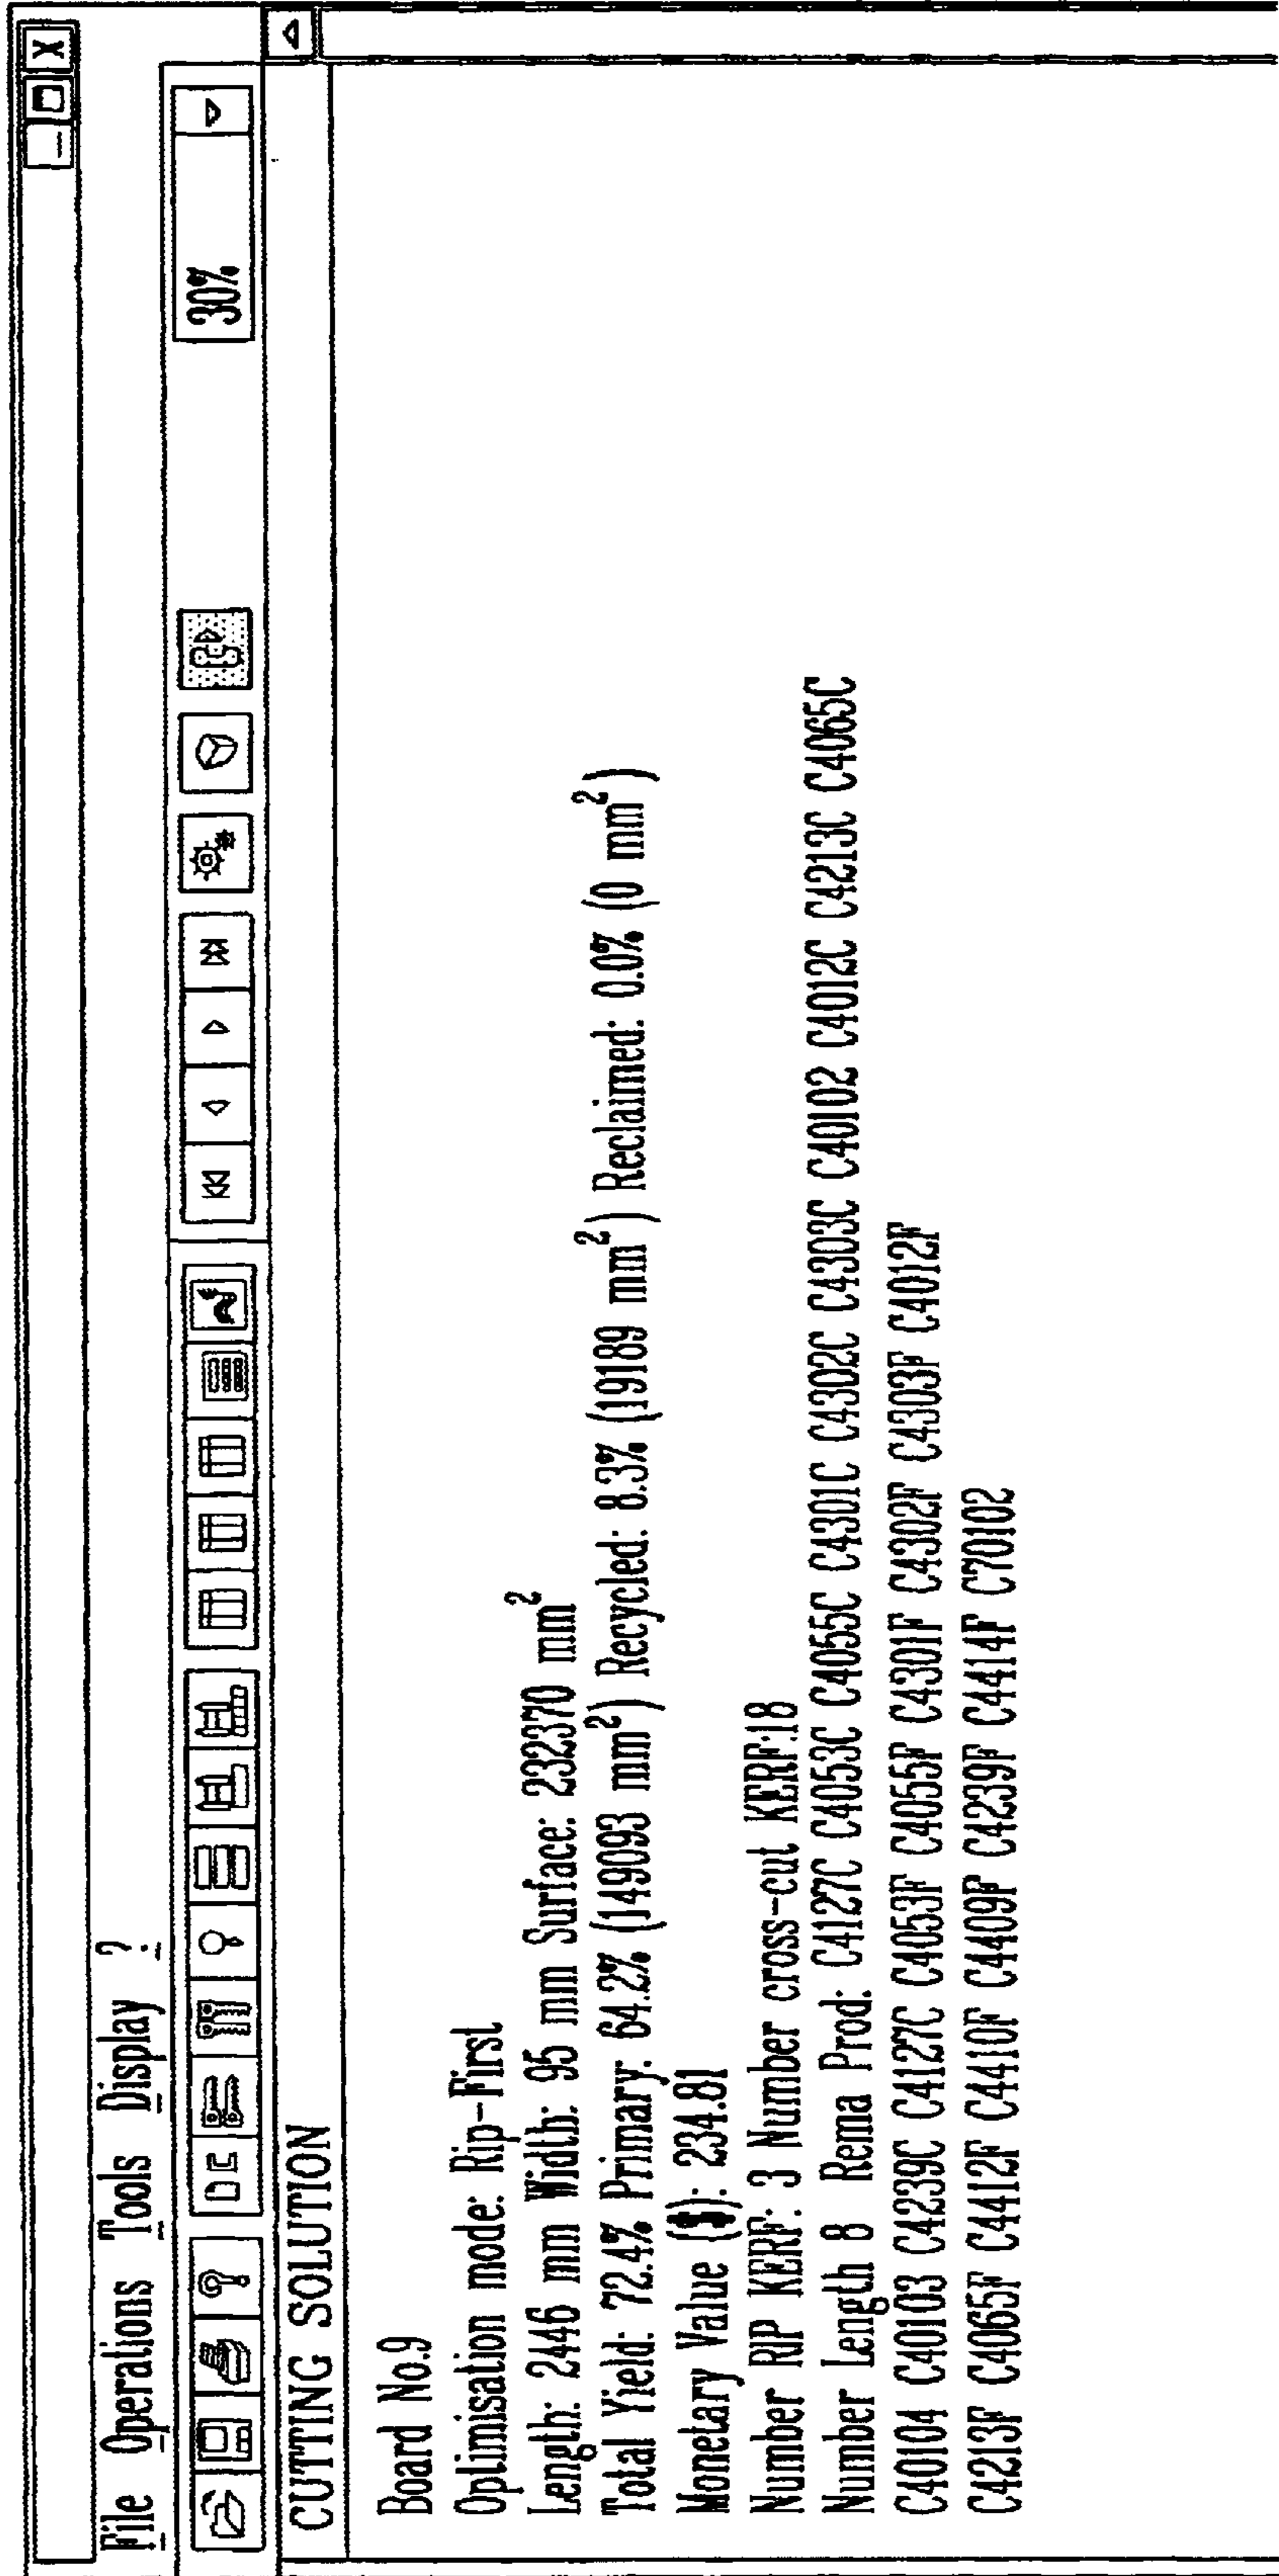 X
File Operations Tools Display ?
30%
CUTTING SOLUTION
Board No.9
Optimisation mode: Rip-First
Length: 2446 mm Width: 95 mm Surface: 232370 mm²
Total Yield: 72.4% Primary: 64.2% (149093 mm²) Recycled: 8.3% (19189 mm²) Reclaimed: 0.0% (0 mm²)
Monetary Value ($): 234.81
Number RIP KERF: 3 Number cross-cut KERF:18
Number Length 8 Rema Prod: C4127C C4053C C4055C C4301C C4302C C4303C C40102 C4012C C4213C C4065C
C40104 C40103 C4239C C4127C C4053F C4055F C4301F C4302F C4303F C4012F
C4213F C4065F C4412F C4410F C4409F C4239F C4414F C70102